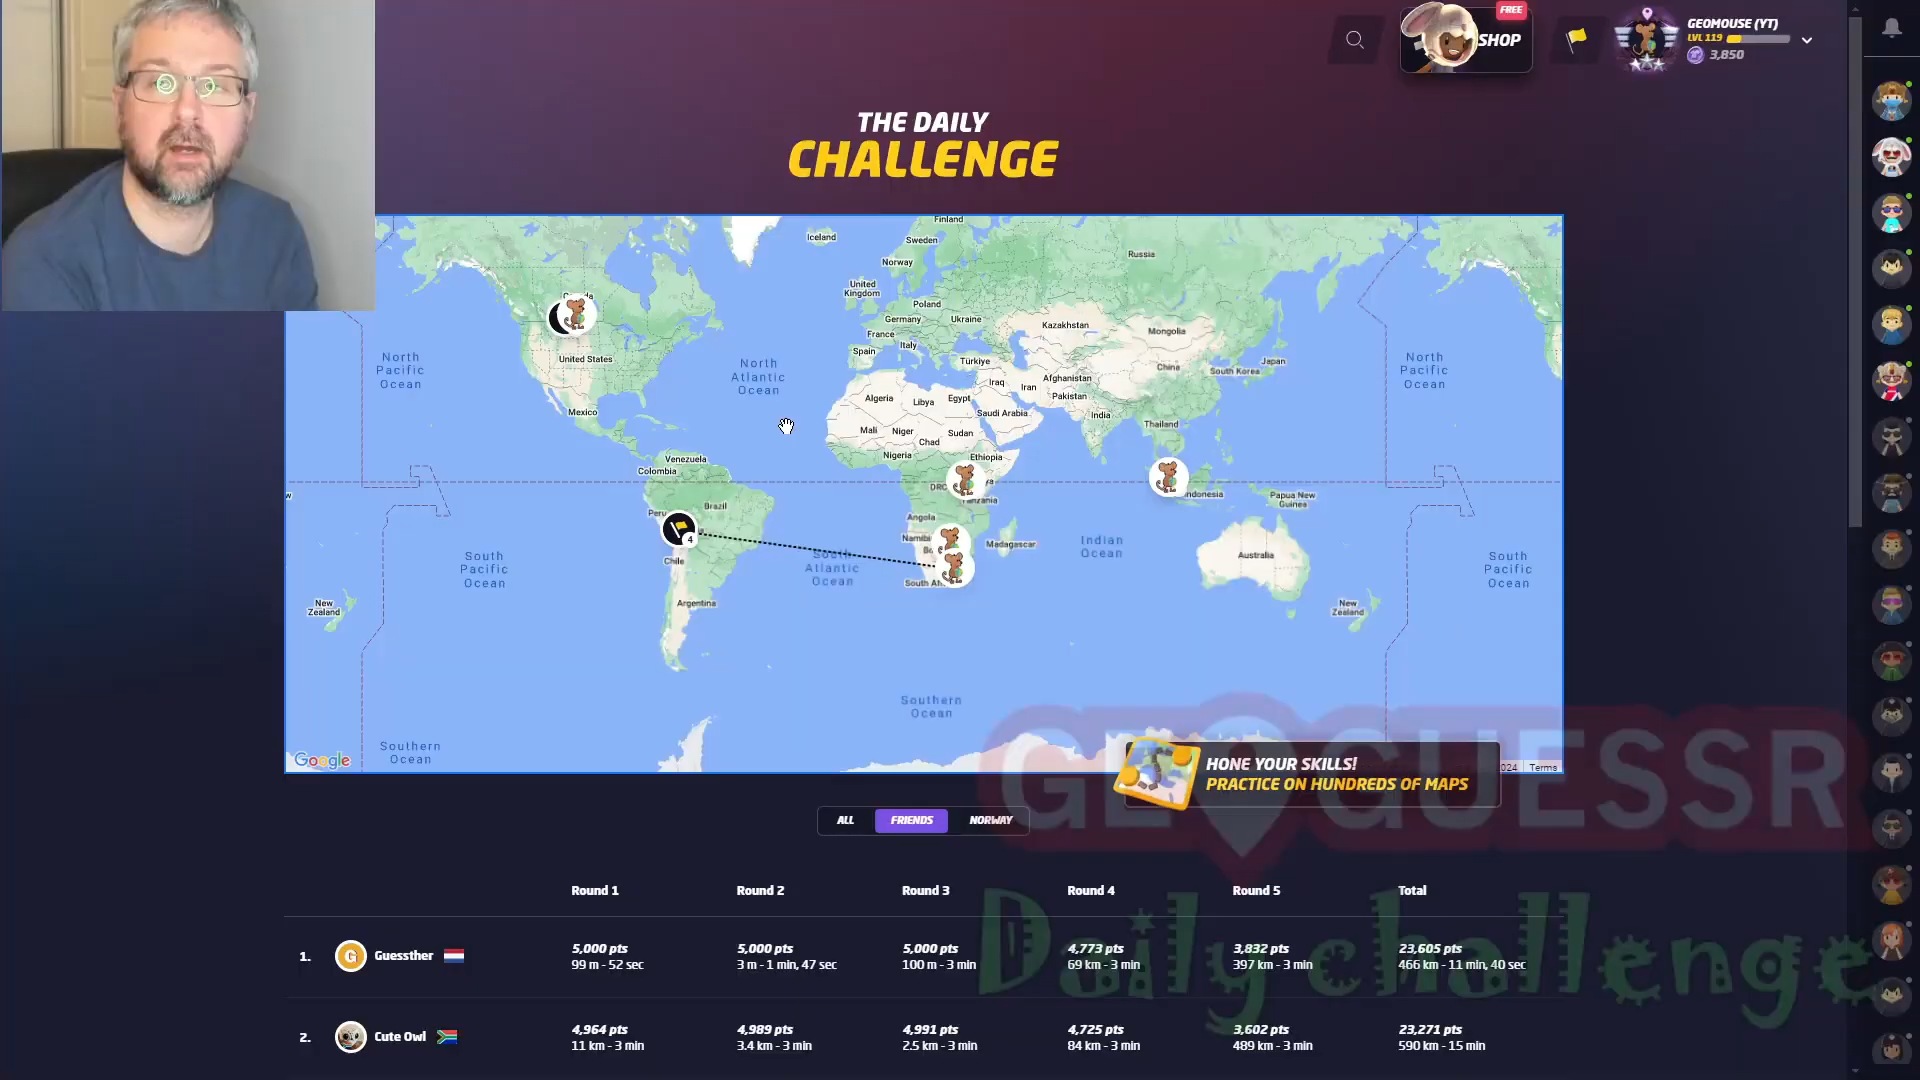 FREE
SHOP
GEOMOUSE (YT)
LVL 119
3,850
THE DAILY
CHALLENGE
Finland
Iceland
Sweden
Russia
Norway
United
Kingdom
Poland
Germany
Ukraine
Kazakhstan
Mongolia
France
Italy
Spain
Türkiye
China
Japan
South Korea
United States
North
Pacific
Ocean
North
Atlantic
Ocean
North
Pacific
Ocean
Iraq
Iran
Afghanistan
Pakistan
Algeria
Libya
Egypt
Saudi Arabia
India
Mexico
Mali
Niger
Chad
Sudan
Thailand
Nigeria
Ethiopia
Venezuela
Colombia
DRC
Tanzania
Papua New
Guinea
Brazil
Peru
Angola
4
Madagascar
Indian
Ocean
Australia
Chile
South
Pacific
Ocean
South
Atlantic
Ocean
South
Pacific
Ocean
Argentina
New
Zealand
New
Zealand
Southern
Ocean
Southern
Ocean
Google
Terms
HONE YOUR SKILLS!
PRACTICE ON HUNDREDS OF MAPS
GEOGUESSR
Daily challenge
ALL FRIENDS NORWAY
Round 1 Round 2 Round 3 Round 4 Round 5 Total
1. G Guessther
5,000 pts 5,000 pts 5,000 pts 4,773 pts 3,832 pts 23,605 pts
99 m - 52 sec 3 m - 1 min, 47 sec 100 m - 3 min 69 km - 3 min 397 km - 3 min 466 km - 11 min, 40 sec
2. Cute Owl
4,964 pts 4,989 pts 4,991 pts 4,725 pts 3,602 pts 23,271 pts
11 km - 3 min 3.4 km - 3 min 2.5 km - 3 min 84 km - 3 min 489 km - 3 min 590 km - 15 min